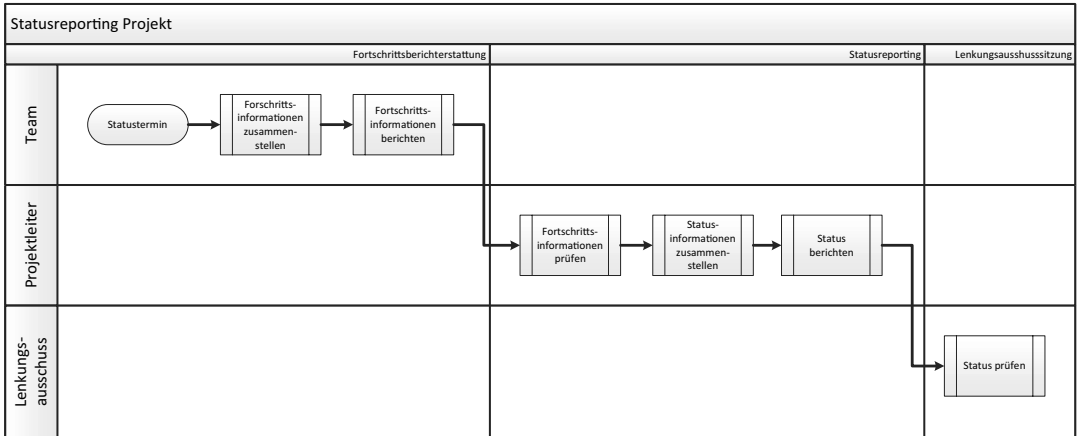 Statusreporting Projekt
Fortschrittsberichterstattung
Statusreporting
Lenkungsaushusssitzung
Team
Statustermin
Forschritts-
informationen
zusammen-
stellen
Fortschritts-
informationen
berichten
Projektleiter
Fortschritts-
informationen
prüfen
Status-
informationen
zusammen-
stellen
Status
berichten
Lenkungs-
ausschuss
Status prüfen